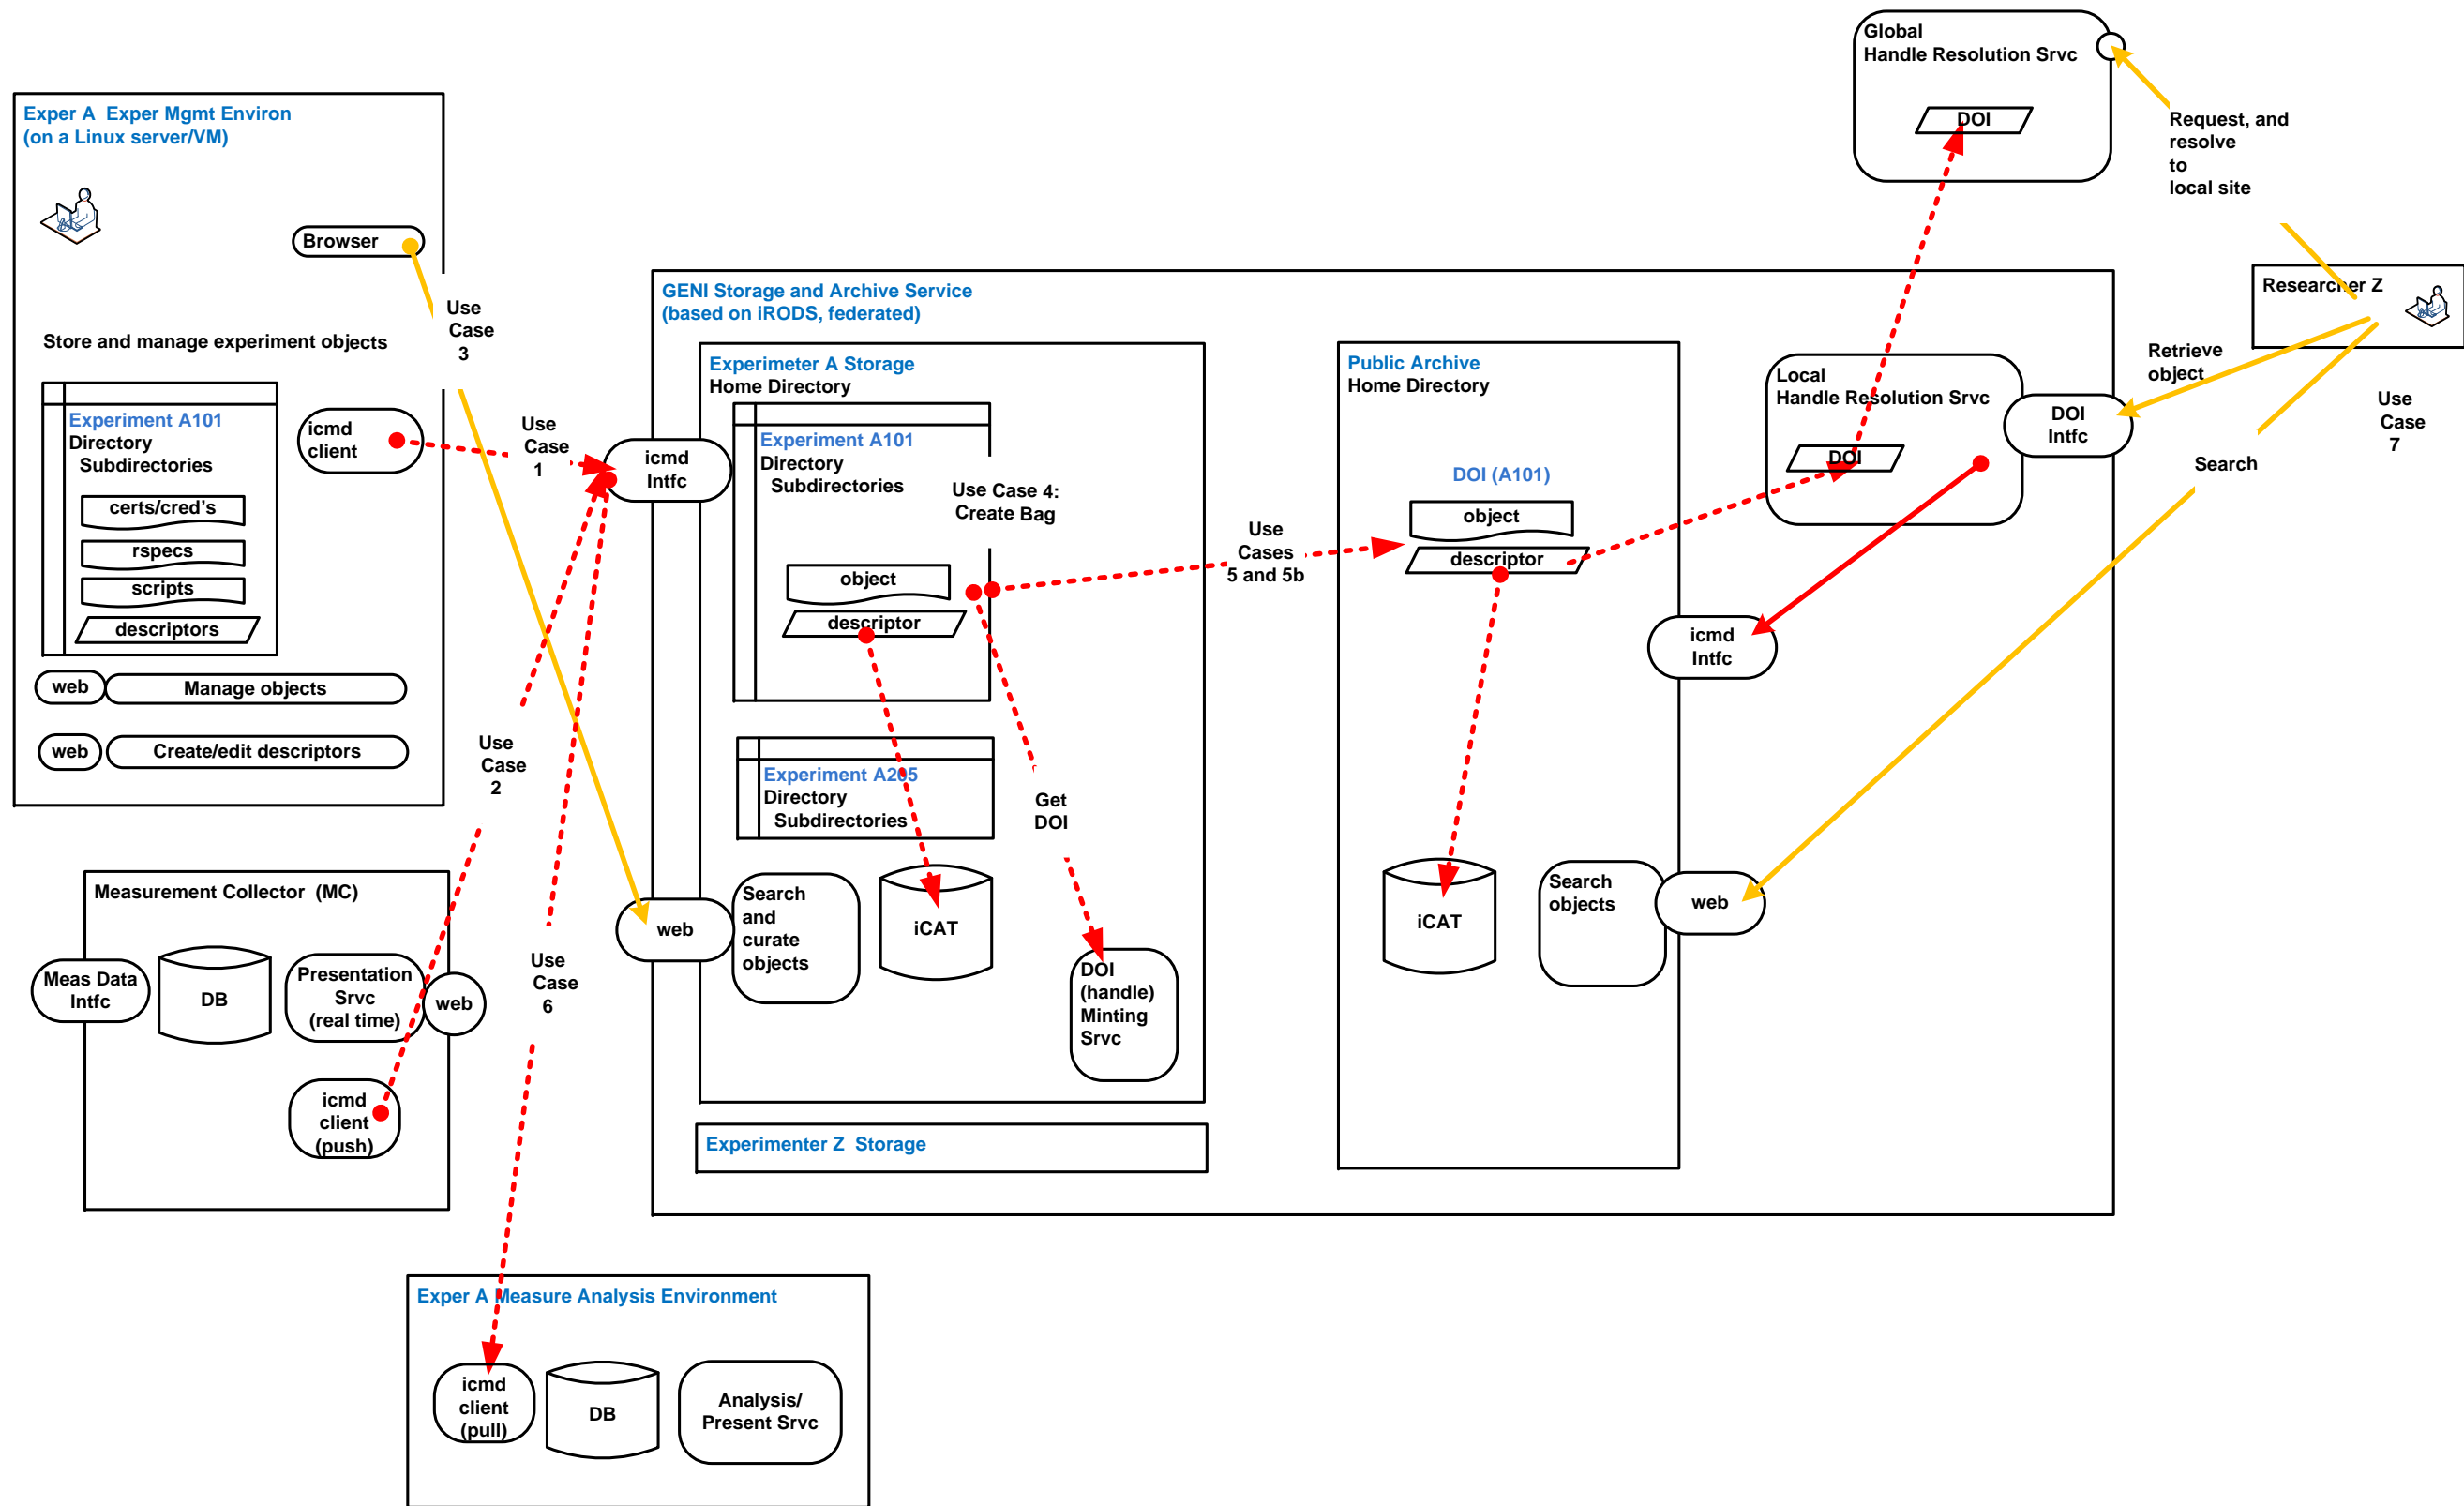 Global
Handle Resolution Srvc
DOI
Request, and
resolve
to
local site
Exper A  Exper Mgmt Environ
(on a Linux server/VM)
Browser
Use
Case
3
Store and manage experiment objects
Experiment A101
Directory
Subdirectories
certs/cred's
rspecs
scripts
descriptors
icmd
client
web
Manage objects
web
Create/edit descriptors
Use
Case
1
Use
Case
2
Use
Case
6
Measurement Collector  (MC)
Meas Data
Intfc
DB
Presentation
Srvc
(real time)
web
icmd
client
(push)
Exper A Measure Analysis Environment
icmd
client
(pull)
DB
Analysis/
Present Srvc
GENI Storage and Archive Service
(based on iRODS, federated)
icmd
Intfc
Experimeter A Storage
Home Directory
Experiment A101
Directory
Subdirectories
Use Case 4:
Create Bag
object
descriptor
Experiment A205
Directory
Subdirectories
Get
DOI
web
Search
and
curate
objects
iCAT
DOI
(handle)
Minting
Srvc
Experimenter Z  Storage
Use
Cases
5 and 5b
Public Archive
Home Directory
DOI (A101)
object
descriptor
iCAT
Search
objects
web
icmd
Intfc
Local
Handle Resolution Srvc
DOI
DOI
Intfc
Researcher Z
Retrieve
object
Search
Use
Case
7